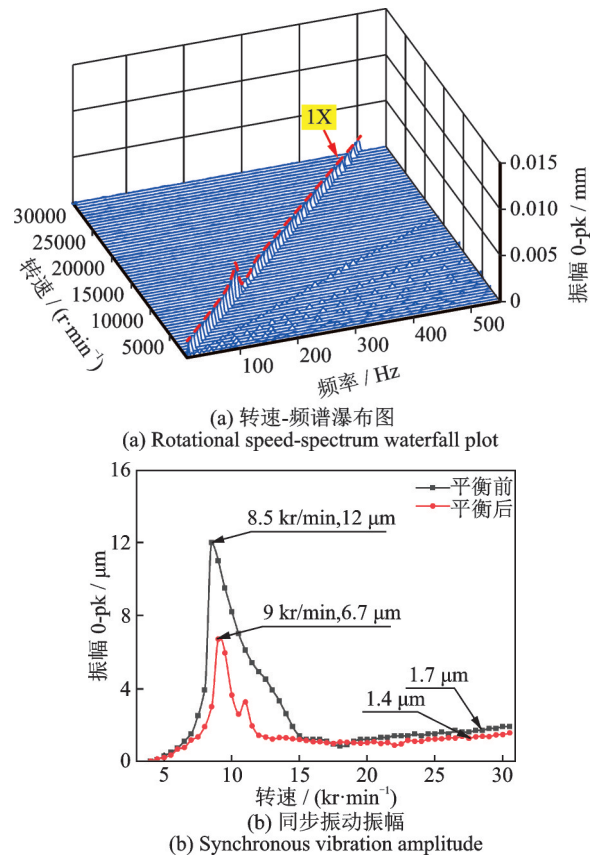 1X
0.015
0.010
0.005
0
振幅 0-pk / mm
30000
25000
20000
15000
10000
5000
转速 / (r·min⁻¹)
100
200
300
400
500
频率 / Hz
(a) 转速-频谱瀑布图
(a) Rotational speed-spectrum waterfall plot
16
12
8
4
0
振幅 0-pk / μm
平衡前
平衡后
8.5 kr/min,12 μm
9 kr/min,6.7 μm
1.7 μm
1.4 μm
5
10
15
20
25
30
转速 / (kr·min⁻¹)
(b) 同步振动振幅
(b) Synchronous vibration amplitude